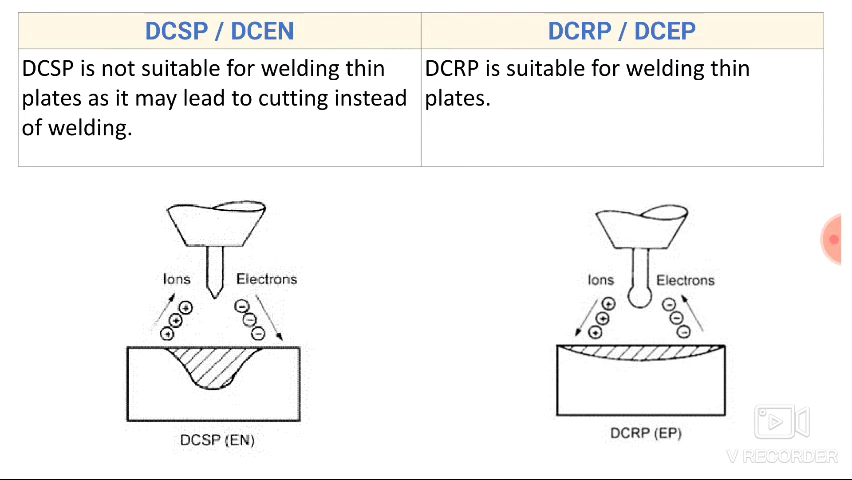 DCSP / DCEN
DCRP / DCEP
DCSP is not suitable for welding thin
plates as it may lead to cutting instead
of welding.
DCRP is suitable for welding thin
plates.
Ions
Electrons
DCSP (EN)
Ions
Electrons
DCRP (EP)
V RECORDER